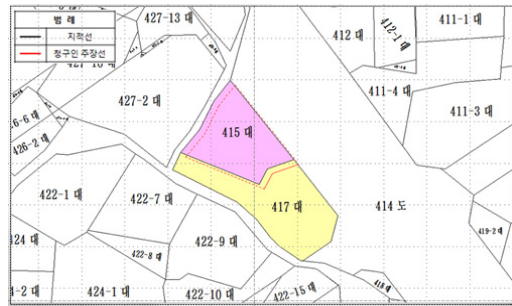 범 례
지적선
청구인 주장선
427-13 대
412 대
412-1 대
411-1 대
427-2 대
411-4 대
411-3 대
415 대
426-2 대
422-1 대
422-7 대
417 대
414 도
419-2 대
422-9 대
422-8 대
424-1 대
422-10 대
422-15 대